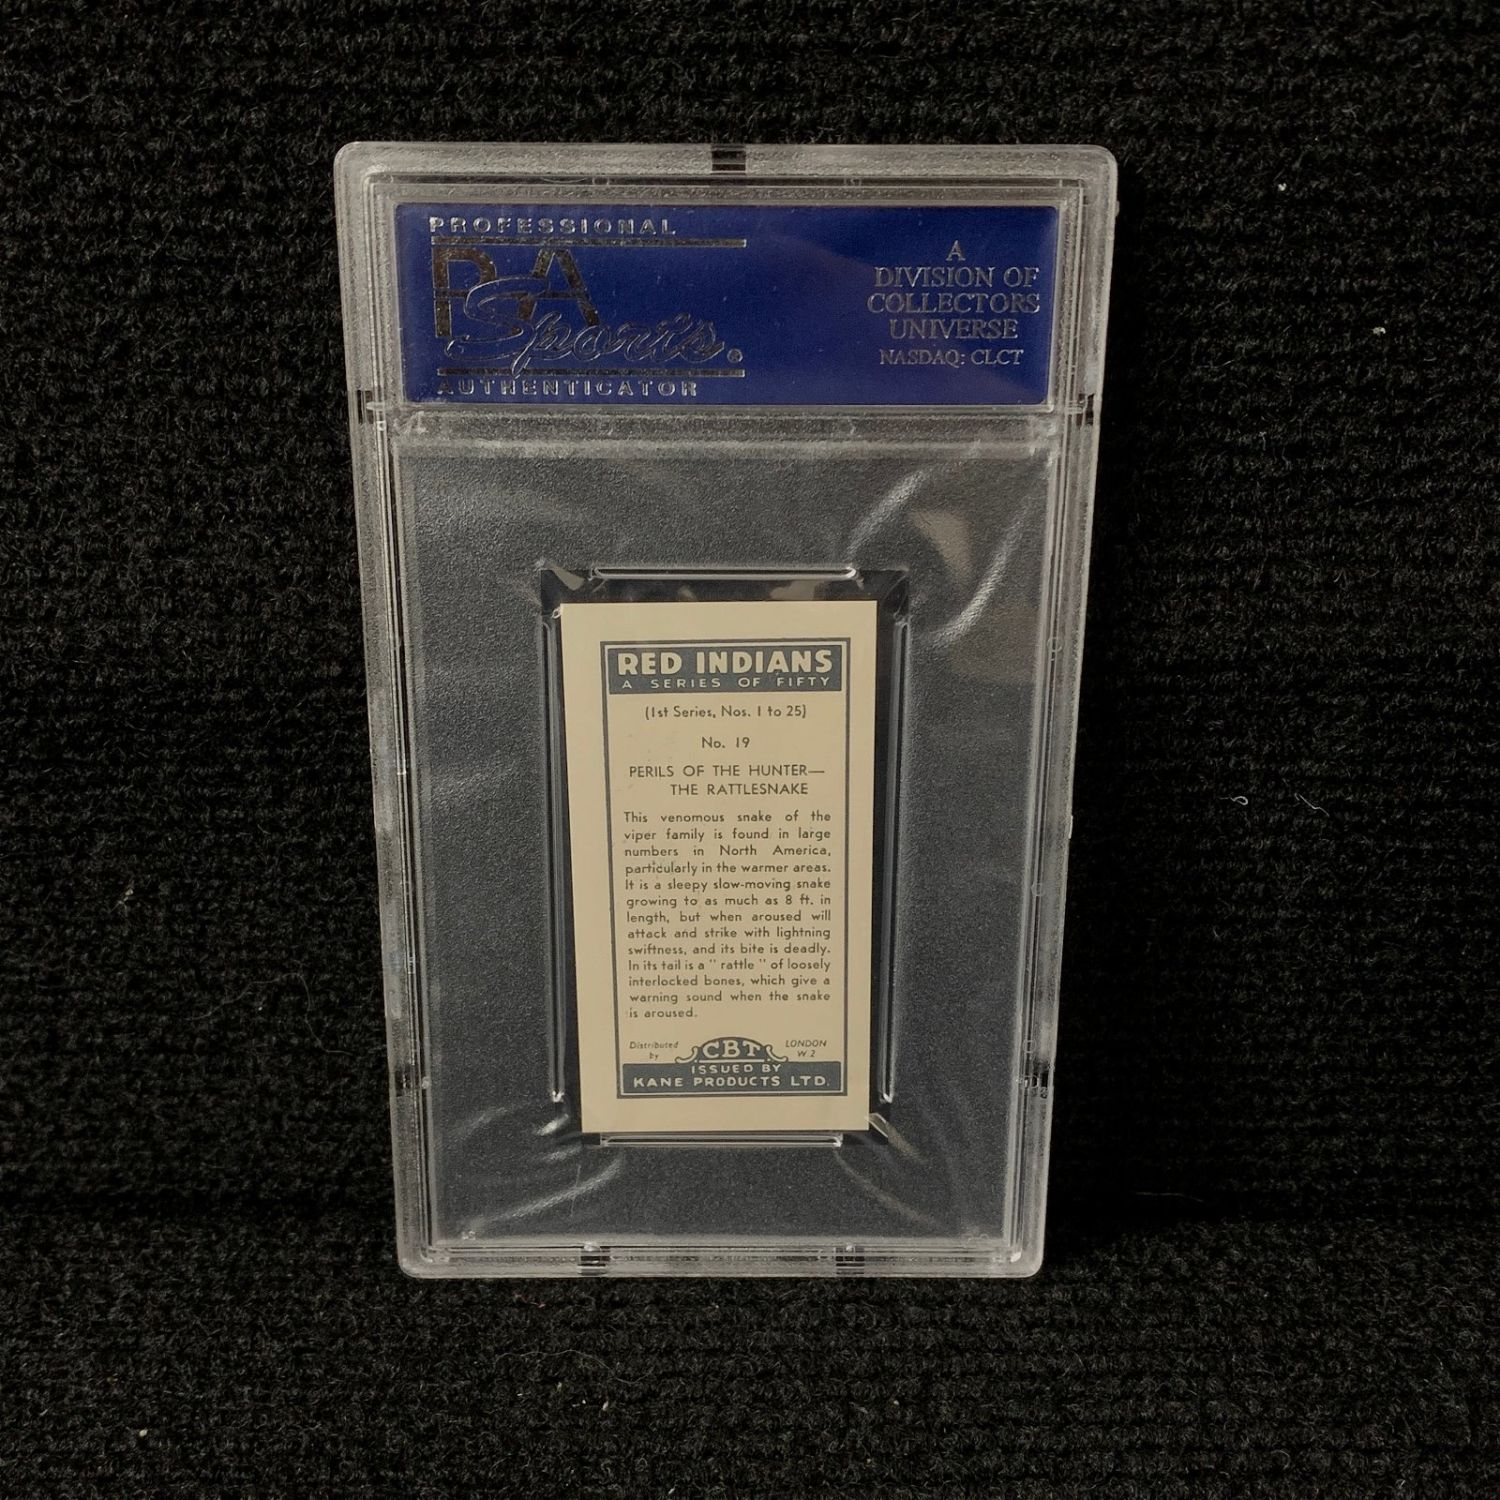 PROFESSIONAL
PSA
Sports®
AUTHENTICATOR
A
DIVISION OF
COLLECTORS
UNIVERSE
NASDAQ: CLCT
RED INDIANS
A SERIES OF FIFTY
(1st Series, Nos. 1 to 25)
No. 19
PERILS OF THE HUNTER—
THE RATTLESNAKE
This venomous snake of the
viper family is found in large
numbers in North America,
particularly in the warmer areas.
It is a sleepy slow-moving snake
growing to as much as 8 ft. in
length, but when aroused will
attack and strike with lightning
swiftness, and its bite is deadly.
In its tail is a " rattle " of loosely
interlocked bones, which give a
warning sound when the snake
is aroused.
Distributed
by
CBT
LONDON
W.2
ISSUED BY
KANE PRODUCTS LTD.